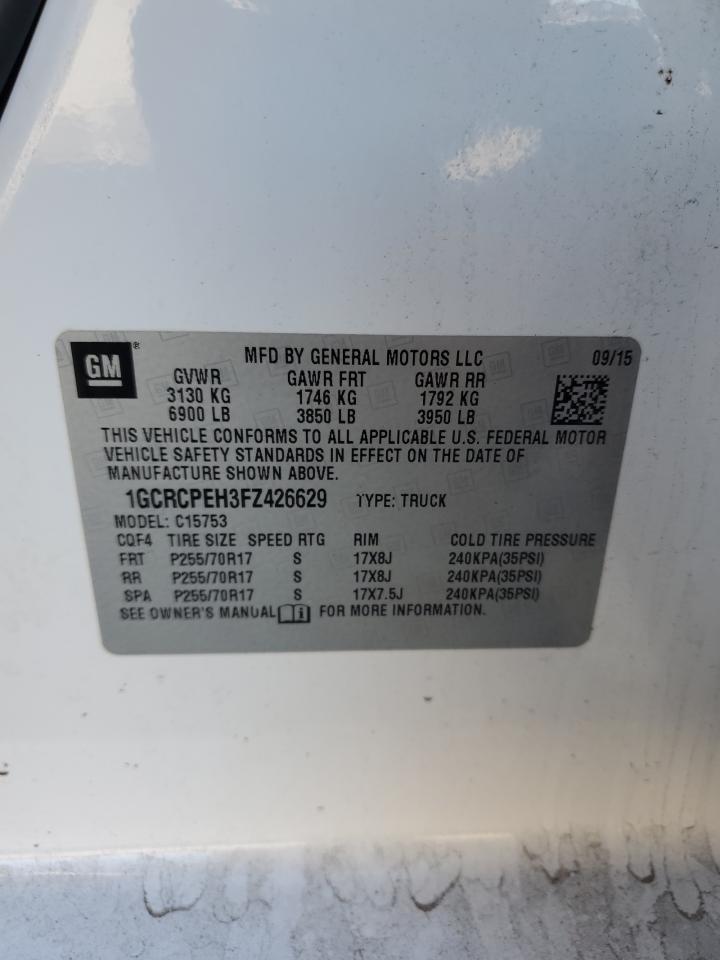 GM ® MFD BY GENERAL MOTORS LLC 09/15
GVWR GAWR FRT GAWR RR
3130 KG 1746 KG 1792 KG
6900 LB 3850 LB 3950 LB
THIS VEHICLE CONFORMS TO ALL APPLICABLE U.S. FEDERAL MOTOR
VEHICLE SAFETY STANDARDS IN EFFECT ON THE DATE OF
MANUFACTURE SHOWN ABOVE.
1GCRCPEH3FZ426629 TYPE: TRUCK
MODEL: C15753
CQF4 TIRE SIZE SPEED RTG RIM COLD TIRE PRESSURE
FRT P255/70R17 S 17X8J 240KPA(35PSI)
RR P255/70R17 S 17X8J 240KPA(35PSI)
SPA P255/70R17 S 17X7.5J 240KPA(35PSI)
SEE OWNER'S MANUAL FOR MORE INFORMATION.